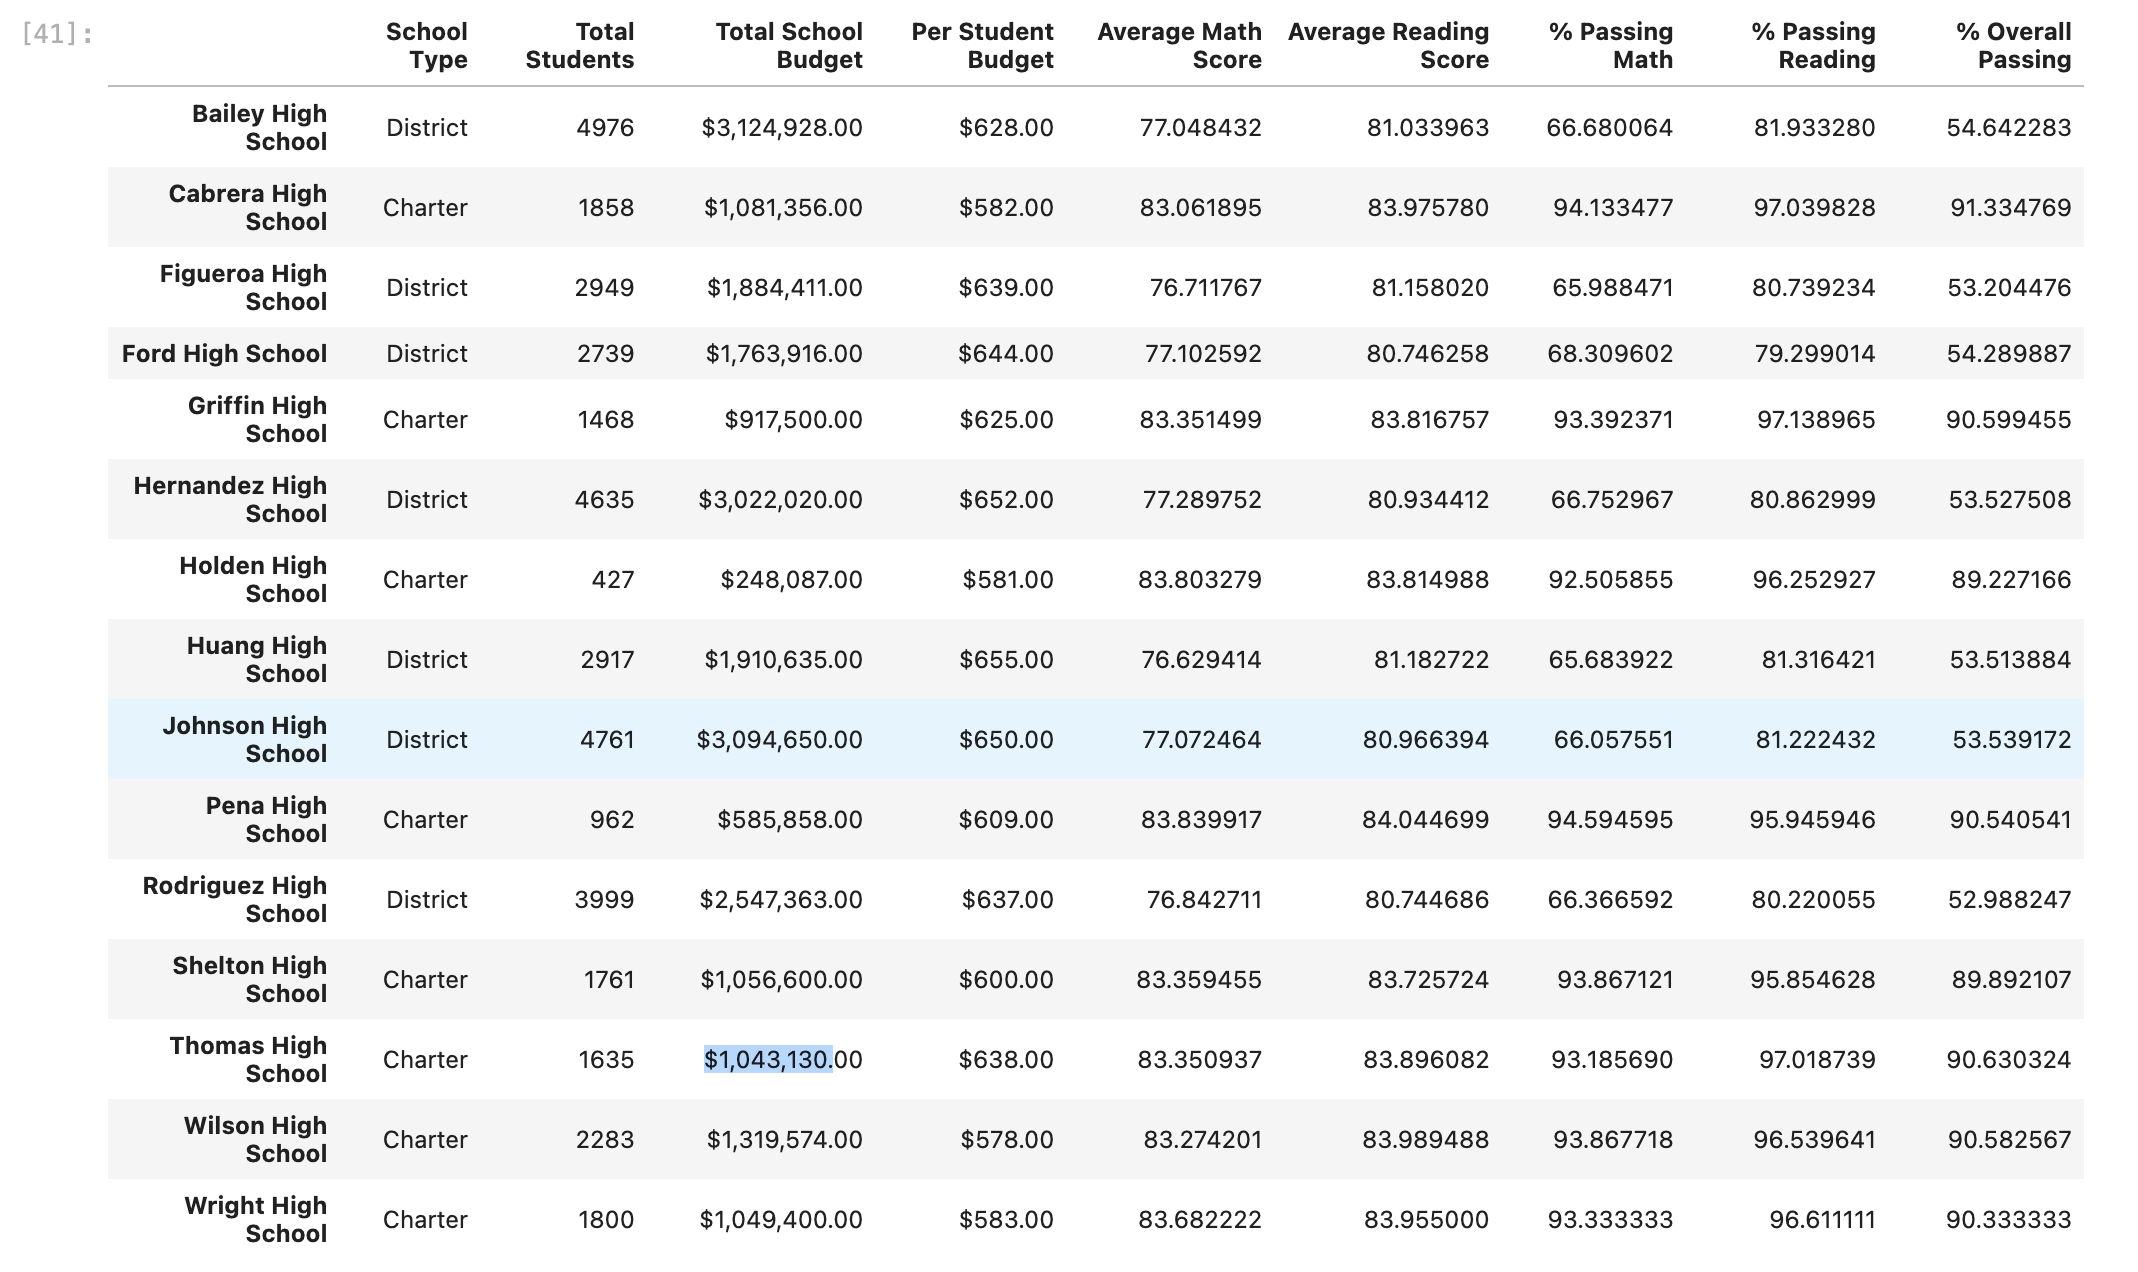 [41]:
School Type Total Students Total School Budget Per Student Budget Average Math Score Average Reading Score % Passing Math % Passing Reading % Overall Passing
Bailey High School District 4976 $3,124,928.00 $628.00 77.048432 81.033963 66.680064 81.933280 54.642283
Cabrera High School Charter 1858 $1,081,356.00 $582.00 83.061895 83.975780 94.133477 97.039828 91.334769
Figueroa High School District 2949 $1,884,411.00 $639.00 76.711767 81.158020 65.988471 80.739234 53.204476
Ford High School District 2739 $1,763,916.00 $644.00 77.102592 80.746258 68.309602 79.299014 54.289887
Griffin High School Charter 1468 $917,500.00 $625.00 83.351499 83.816757 93.392371 97.138965 90.599455
Hernandez High School District 4635 $3,022,020.00 $652.00 77.289752 80.934412 66.752967 80.862999 53.527508
Holden High School Charter 427 $248,087.00 $581.00 83.803279 83.814988 92.505855 96.252927 89.227166
Huang High School District 2917 $1,910,635.00 $655.00 76.629414 81.182722 65.683922 81.316421 53.513884
Johnson High School District 4761 $3,094,650.00 $650.00 77.072464 80.966394 66.057551 81.222432 53.539172
Pena High School Charter 962 $585,858.00 $609.00 83.839917 84.044699 94.594595 95.945946 90.540541
Rodriguez High School District 3999 $2,547,363.00 $637.00 76.842711 80.744686 66.366592 80.220055 52.988247
Shelton High School Charter 1761 $1,056,600.00 $600.00 83.359455 83.725724 93.867121 95.854628 89.892107
Thomas High School Charter 1635 $1,043,130.00 $638.00 83.350937 83.896082 93.185690 97.018739 90.630324
Wilson High School Charter 2283 $1,319,574.00 $578.00 83.274201 83.989488 93.867718 96.539641 90.582567
Wright High School Charter 1800 $1,049,400.00 $583.00 83.682222 83.955000 93.333333 96.611111 90.333333